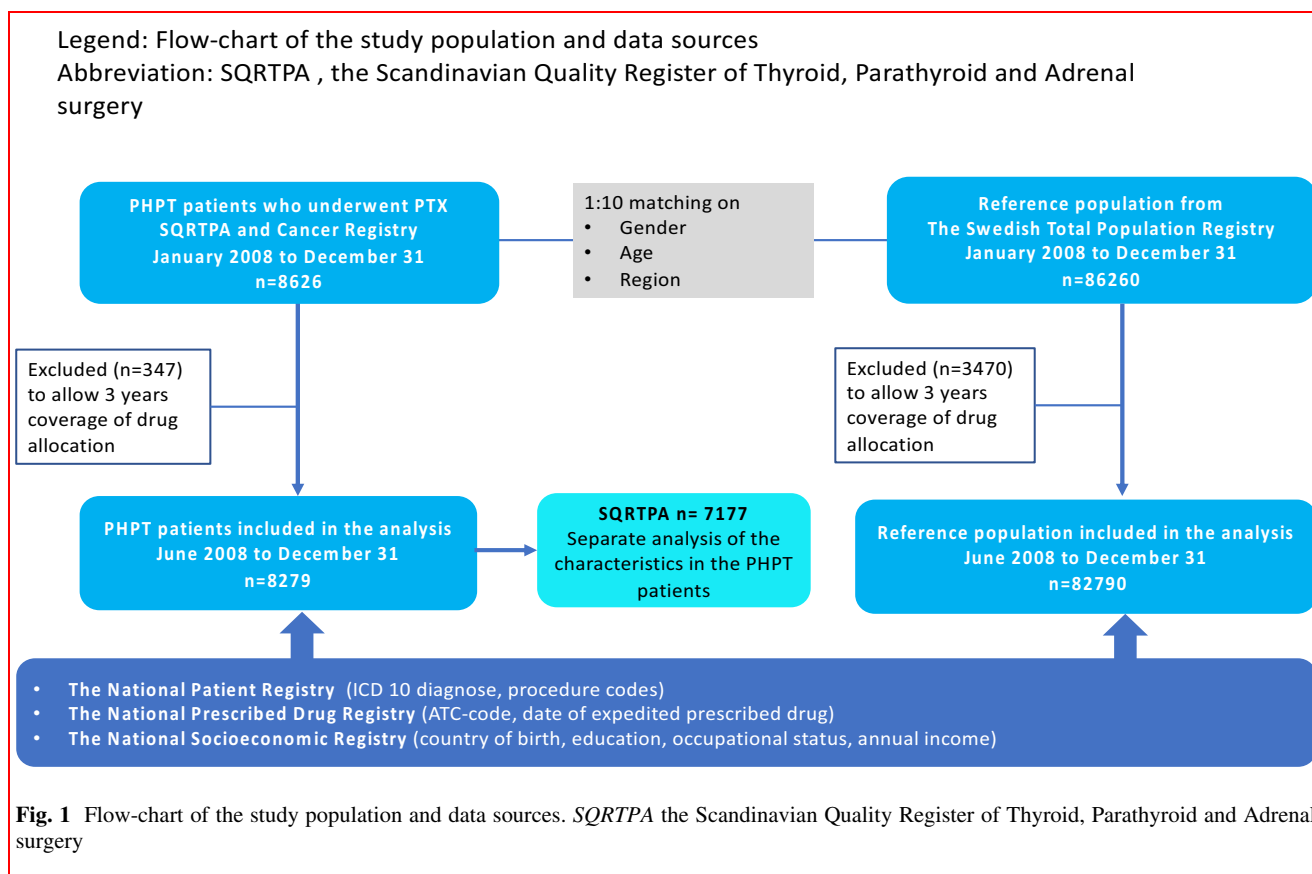 Legend: Flow-chart of the study population and data sources
Abbreviation: SQRTPA , the Scandinavian Quality Register of Thyroid, Parathyroid and Adrenal
surgery
PHPT patients who underwent PTX
SQRTPA and Cancer Registry
January 2008 to December 31
n=8626
1:10 matching on
• Gender
• Age
• Region
Reference population from
The Swedish Total Population Registry
January 2008 to December 31
n=86260
Excluded (n=347)
to allow 3 years
coverage of drug
allocation
Excluded (n=3470)
to allow 3 years
coverage of drug
allocation
PHPT patients included in the analysis
June 2008 to December 31
n=8279
SQRTPA n= 7177
Separate analysis of the
characteristics in the PHPT
patients
Reference population included in the analysis
June 2008 to December 31
n=82790
• The National Patient Registry (ICD 10 diagnose, procedure codes)
• The National Prescribed Drug Registry (ATC-code, date of expedited prescribed drug)
• The National Socioeconomic Registry (country of birth, education, occupational status, annual income)
Fig. 1 Flow-chart of the study population and data sources. SQRTPA the Scandinavian Quality Register of Thyroid, Parathyroid and Adrenal
surgery